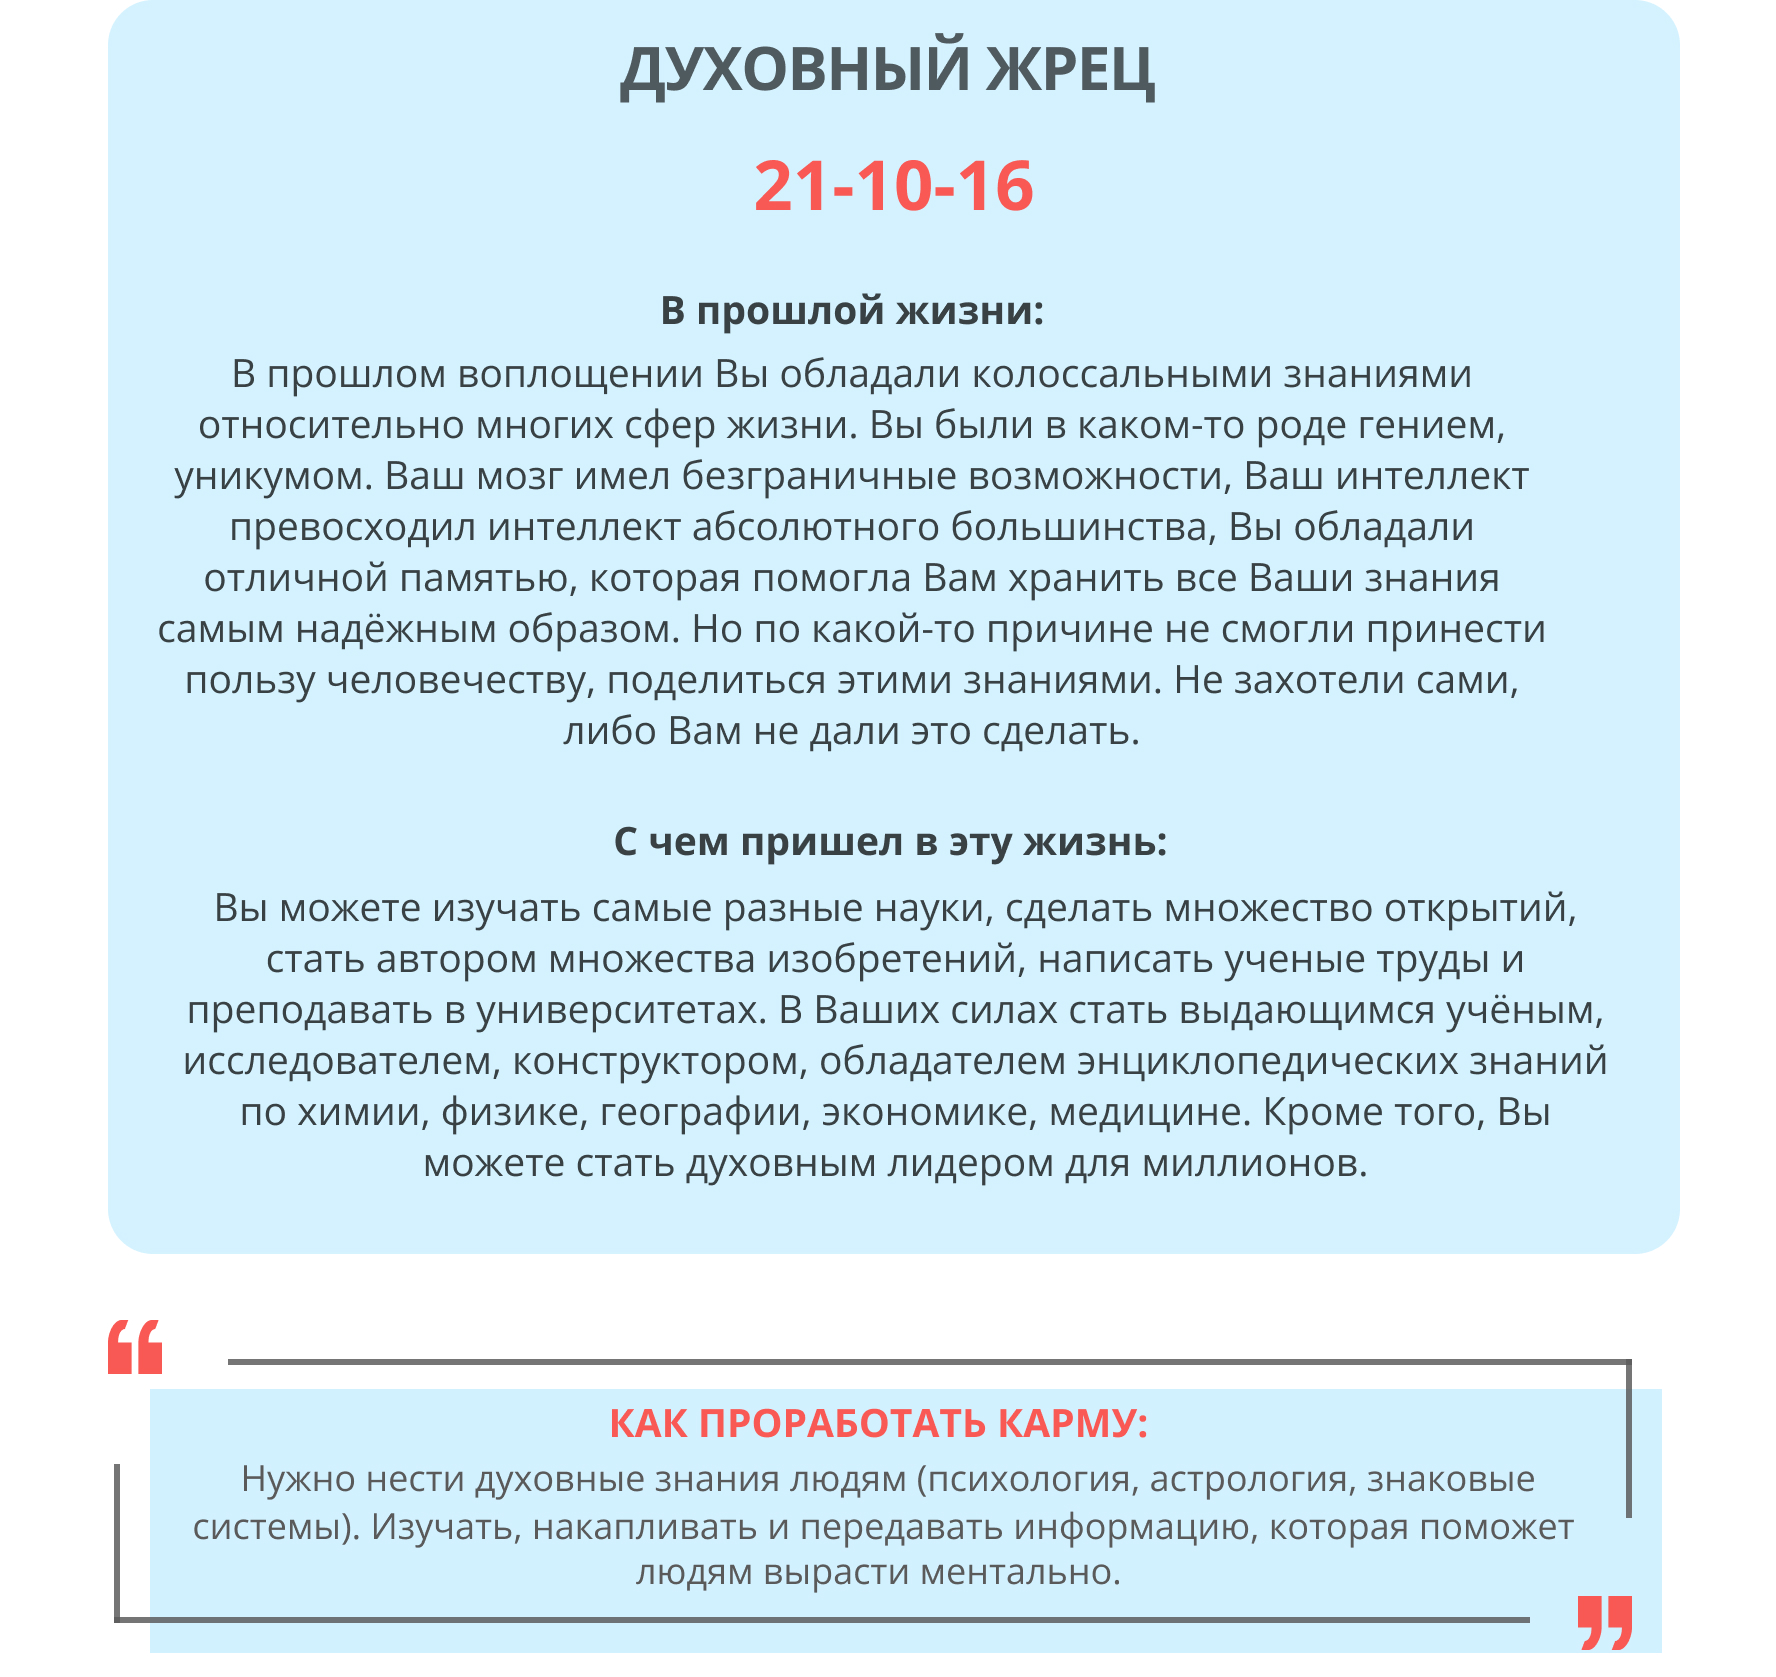 ДУХОВНЫЙ ЖРЕЦ
21-10-16
В прошлой жизни:
В прошлом воплощении Вы обладали колоссальными знаниями
относительно многих сфер жизни. Вы были в каком-то роде гением,
уникумом. Ваш мозг имел безграничные возможности, Ваш интеллект
превосходил интеллект абсолютного большинства, Вы обладали
отличной памятью, которая помогла Вам хранить все Ваши знания
самым надёжным образом. Но по какой-то причине не смогли принести
пользу человечеству, поделиться этими знаниями. Не захотели сами,
либо Вам не дали это сделать.
С чем пришел в эту жизнь:
Вы можете изучать самые разные науки, сделать множество открытий,
стать автором множества изобретений, написать ученые труды и
преподавать в университетах. В Ваших силах стать выдающимся учёным,
исследователем, конструктором, обладателем энциклопедических знаний
по химии, физике, географии, экономике, медицине. Кроме того, Вы
можете стать духовным лидером для миллионов.
КАК ПРОРАБОТАТЬ КАРМУ:
Нужно нести духовные знания людям (психология, астрология, знаковые
системы). Изучать, накапливать и передавать информацию, которая поможет
людям вырасти ментально.